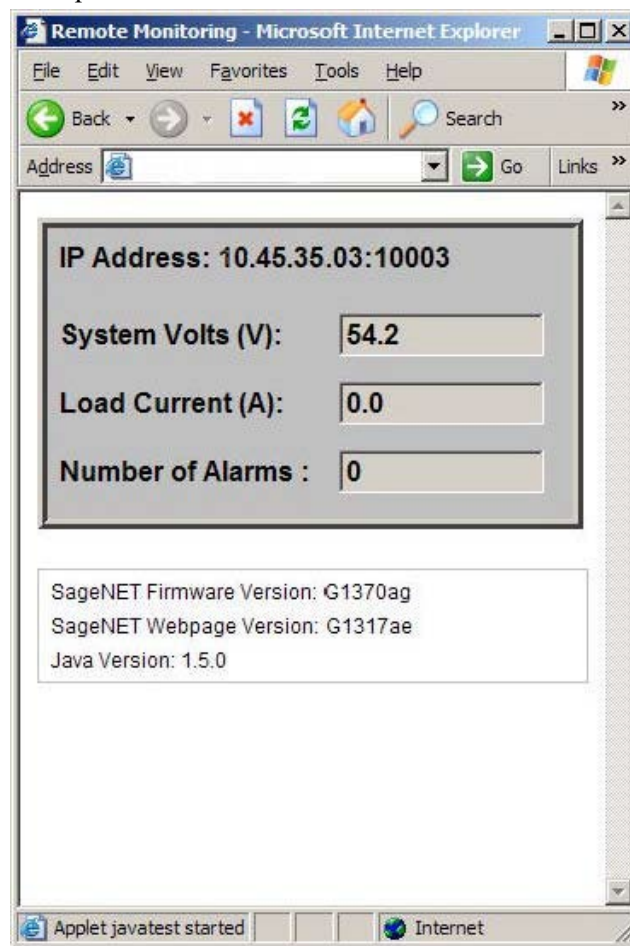 Remote Monitoring - Microsoft Internet Explorer
File Edit View Favorites Tools Help
Back Search »
Address Go Links »
IP Address: 10.45.35.03:10003
System Volts (V): 54.2
Load Current (A): 0.0
Number of Alarms : 0
SageNET Firmware Version: G1370ag
SageNET Webpage Version: G1317ae
Java Version: 1.5.0
Applet javatest started Internet